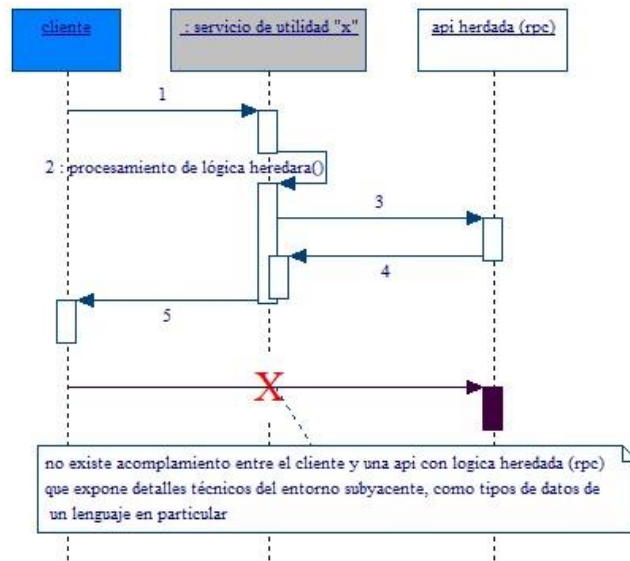 cliente
: servicio de utilidad "x"
api herdada (rpc)
1
2 : procesamiento de lógica heredara()
3
4
5
X
no existe acomplamiento entre el cliente y una api con logica heredada (rpc)
que expone detalles técnicos del entorno subyacente, como tipos de datos de
un lenguaje en particular